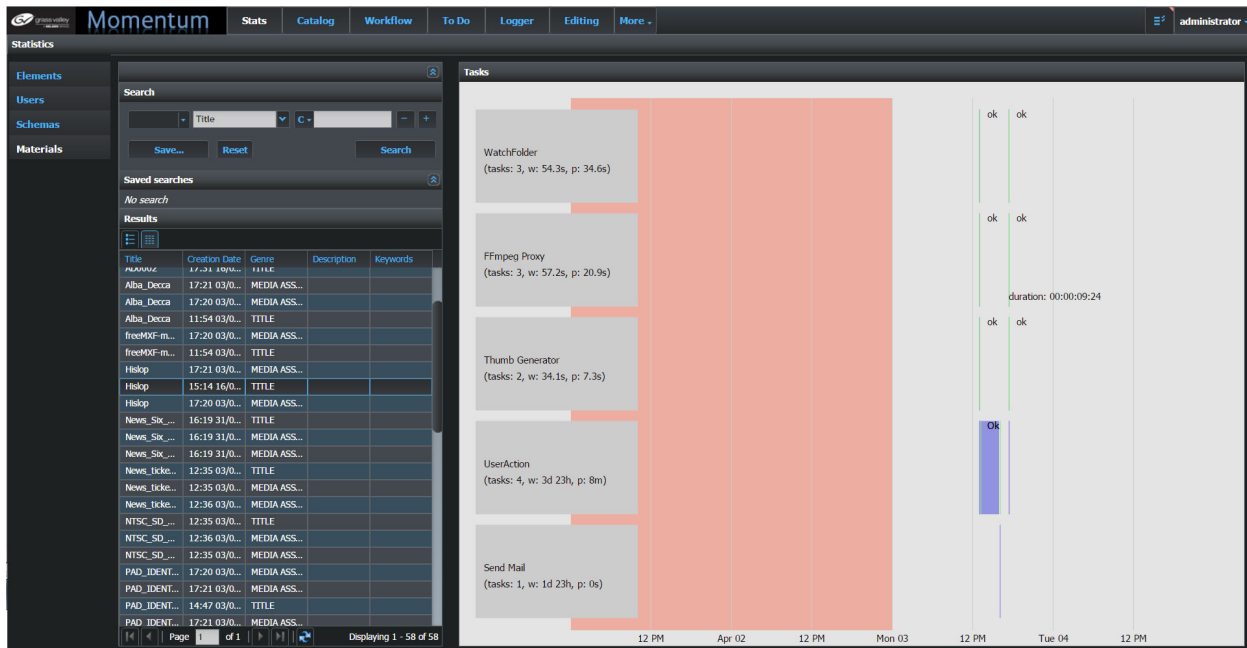 grass valley Momentum Stats Catalog Workflow To Do Logger Editing More administrator
Statistics
Elements
Users
Schemas
Materials
Search
Title C - +
Save... Reset Search
Saved searches
No search
Results
Title Creation Date Genre Description Keywords
AD0002 17:31 16/0... TITLE
Alba_Decca 17:21 03/0... MEDIA ASS...
Alba_Decca 17:20 03/0... MEDIA ASS...
Alba_Decca 11:54 03/0... TITLE
freeMXF-m... 17:20 03/0... MEDIA ASS...
freeMXF-m... 11:54 03/0... TITLE
Hislop 17:21 03/0... MEDIA ASS...
Hislop 15:14 16/0... TITLE
Hislop 17:20 03/0... MEDIA ASS...
News_Six_... 16:19 31/0... TITLE
News_Six_... 16:19 31/0... MEDIA ASS...
News_Six_... 16:19 31/0... MEDIA ASS...
News_ticke... 12:35 03/0... TITLE
News_ticke... 12:35 03/0... MEDIA ASS...
News_ticke... 12:36 03/0... MEDIA ASS...
NTSC_SD_... 12:35 03/0... TITLE
NTSC_SD_... 12:36 03/0... MEDIA ASS...
NTSC_SD_... 12:35 03/0... MEDIA ASS...
PAD_IDENT... 17:20 03/0... MEDIA ASS...
PAD_IDENT... 17:21 03/0... MEDIA ASS...
PAD_IDENT... 14:47 03/0... TITLE
PAD_IDENT... 17:21 03/0... MEDIA ASS...
Page 1 of 1 Displaying 1 - 58 of 58
Tasks
ok ok
WatchFolder
(tasks: 3, w: 54.3s, p: 34.6s)
ok ok
FFmpeg Proxy
(tasks: 3, w: 57.2s, p: 20.9s)
duration: 00:00:09:24
ok ok
Thumb Generator
(tasks: 2, w: 34.1s, p: 7.3s)
Ok
UserAction
(tasks: 4, w: 3d 23h, p: 8m)
Send Mail
(tasks: 1, w: 1d 23h, p: 0s)
12 PM Apr 02 12 PM Mon 03 12 PM Tue 04 12 PM